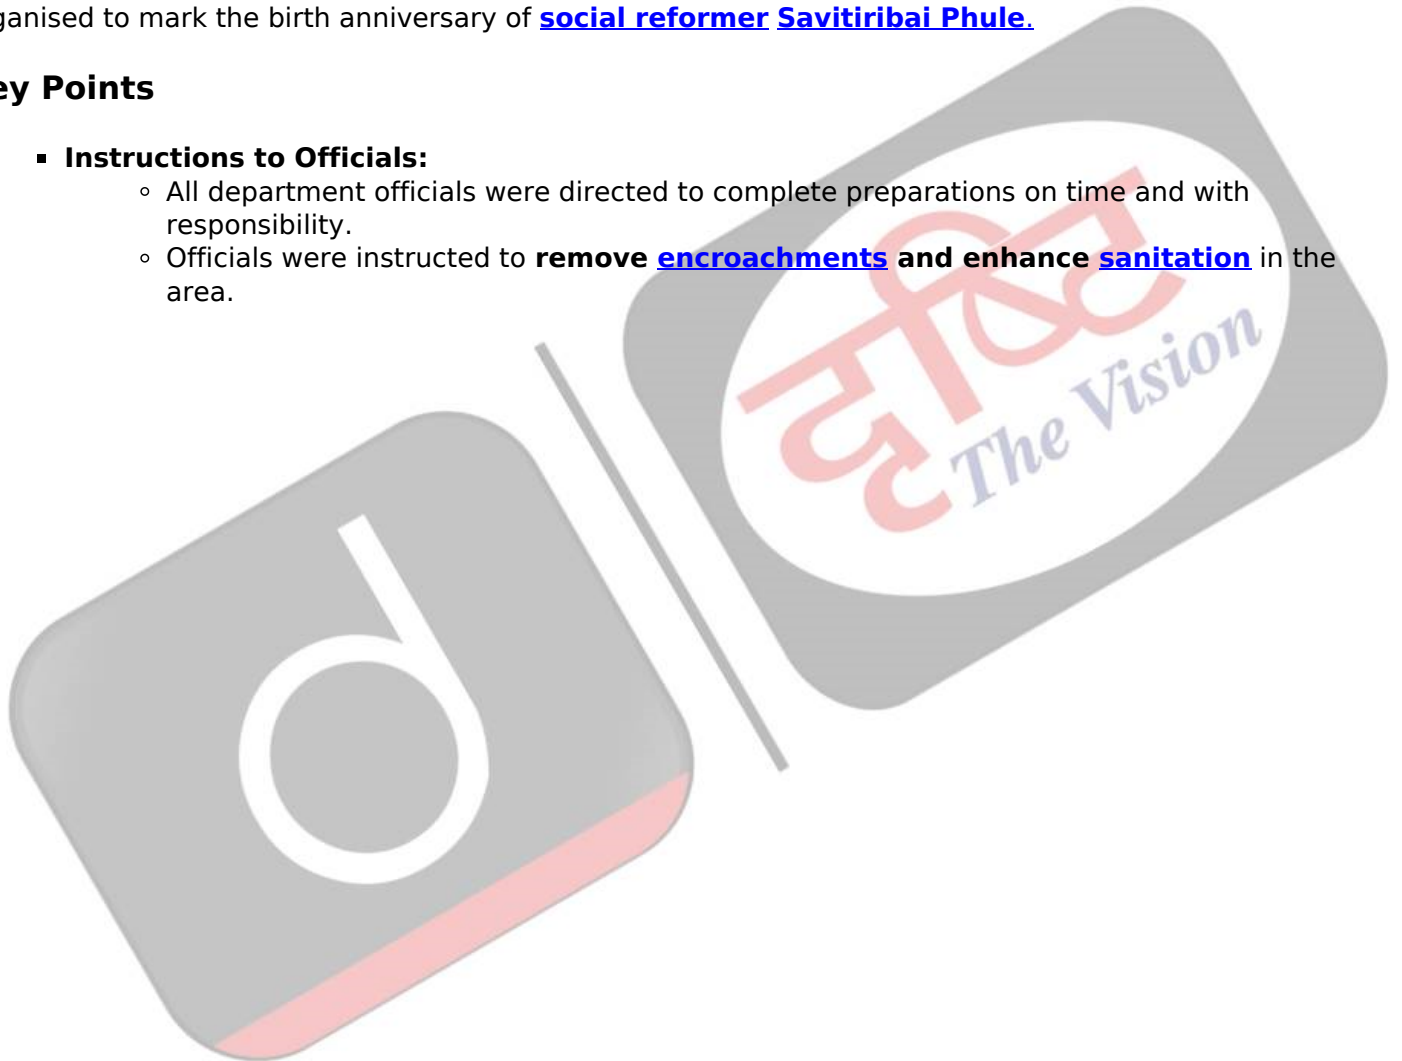 ganised to mark the birth anniversary of social reformer Savitiribai Phule.
ey Points
▪ Instructions to Officials:
◦ All department officials were directed to complete preparations on time and with
responsibility.
◦ Officials were instructed to remove encroachments and enhance sanitation in the
area.
दृष्टि
The Vision
d